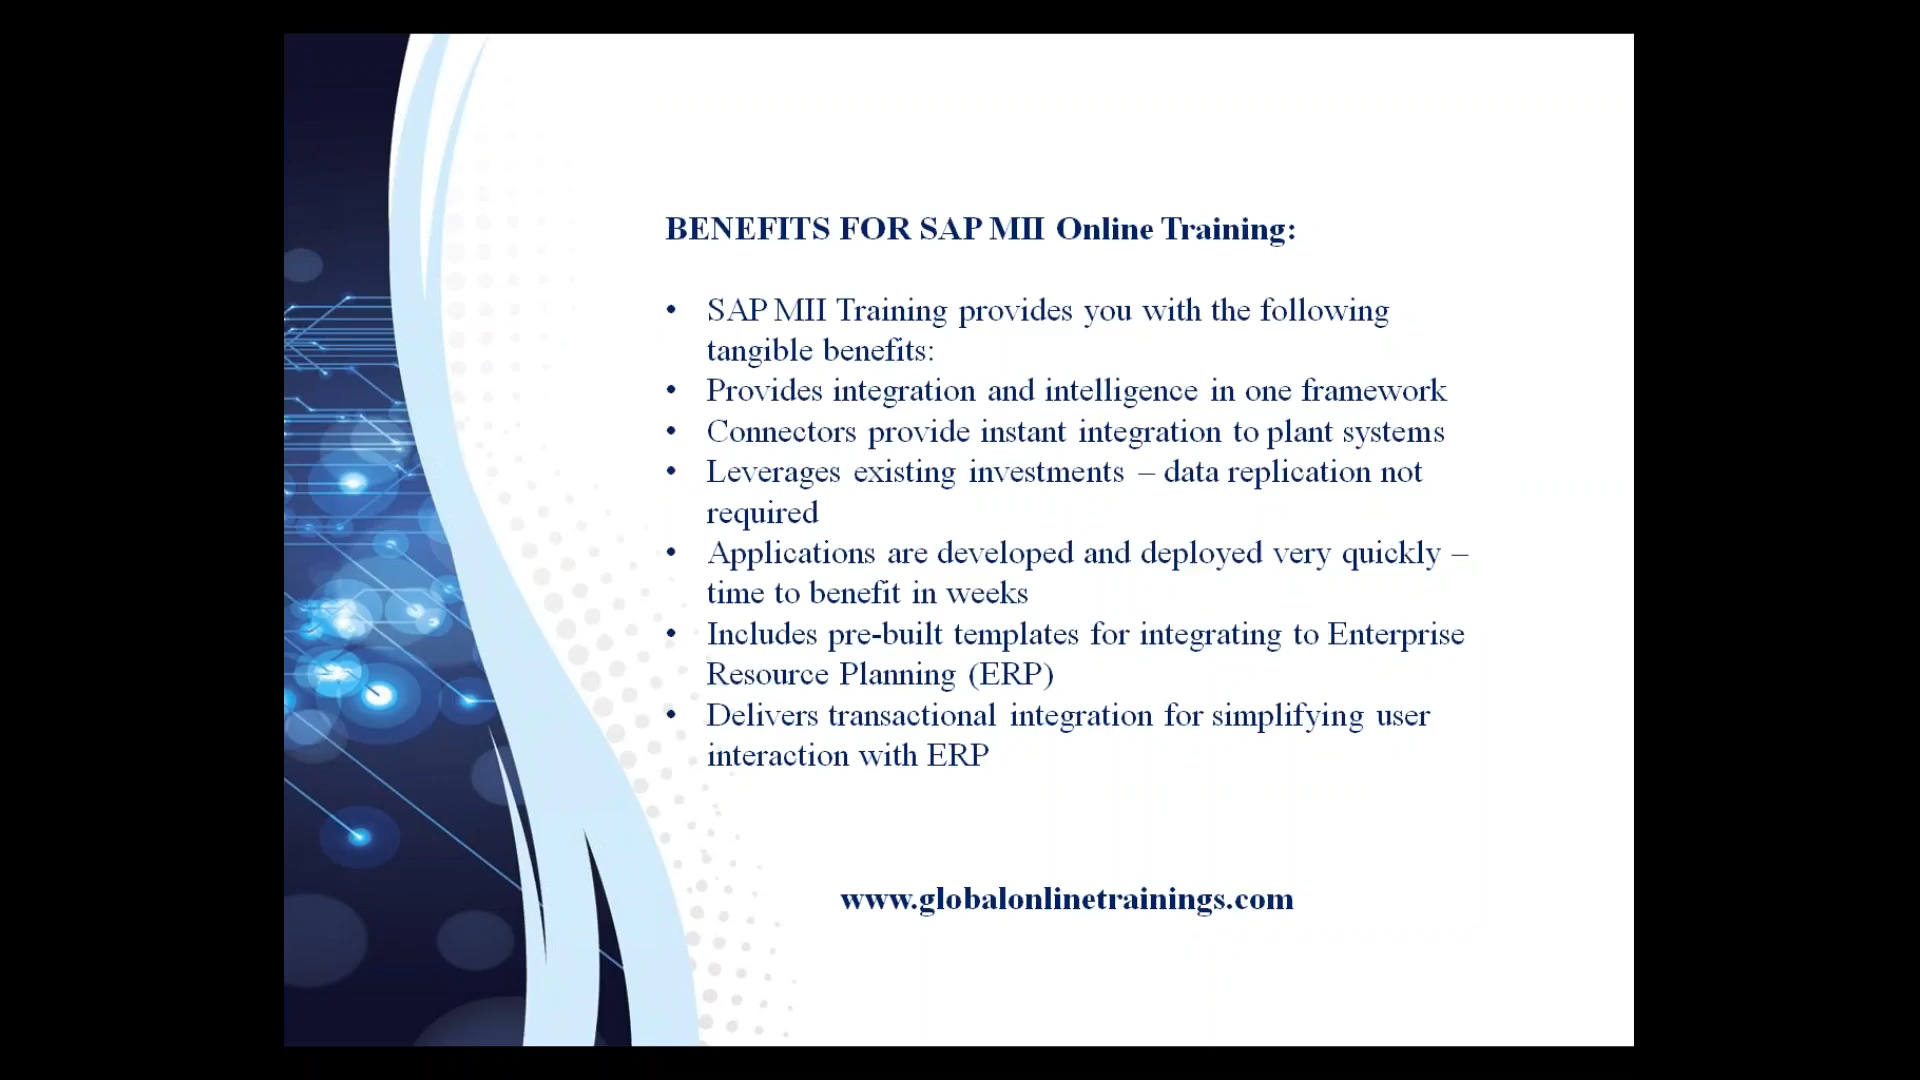 BENEFITS FOR SAP MII Online Training:
• SAP MII Training provides you with the following
tangible benefits:
• Provides integration and intelligence in one framework
• Connectors provide instant integration to plant systems
• Leverages existing investments – data replication not
required
• Applications are developed and deployed very quickly –
time to benefit in weeks
• Includes pre-built templates for integrating to Enterprise
Resource Planning (ERP)
• Delivers transactional integration for simplifying user
interaction with ERP
www.globalonlinetrainings.com